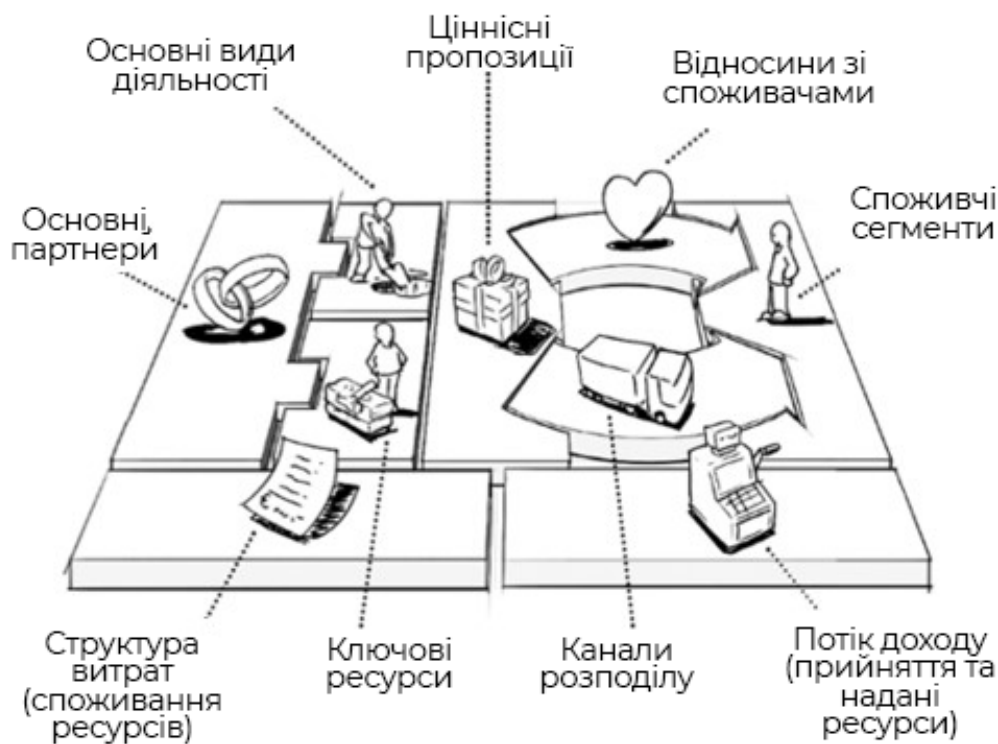 Основні види
діяльності
Ціннісні
пропозиції
Відносини зі
споживачами
Основні,
партнери
Споживчі
сегменти
Структура
витрат
(споживання
ресурсів)
Ключові
ресурси
Канали
розподілу
Потік доходу
(прийняття та
надані
ресурси)